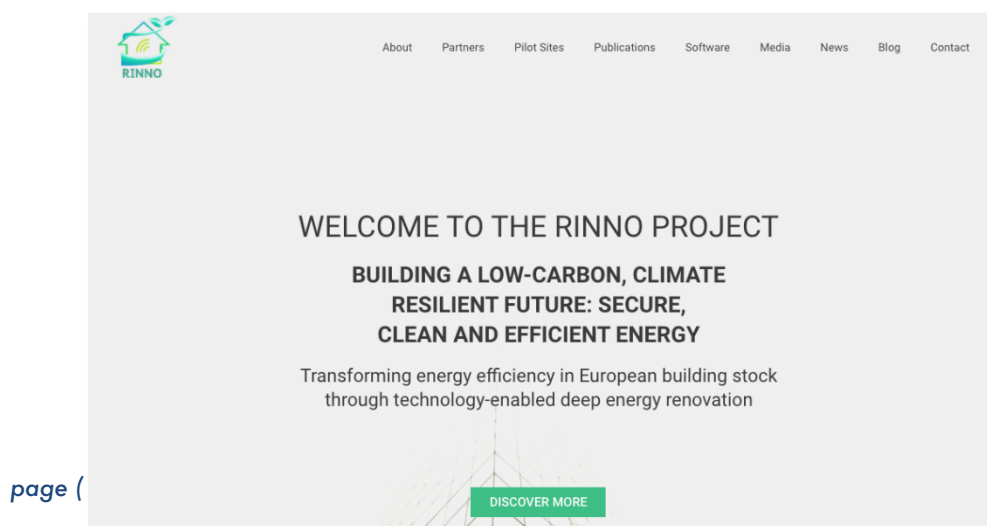 RINNO
About Partners Pilot Sites Publications Software Media News Blog Contact
WELCOME TO THE RINNO PROJECT
BUILDING A LOW-CARBON, CLIMATE
RESILIENT FUTURE: SECURE,
CLEAN AND EFFICIENT ENERGY
Transforming energy efficiency in European building stock
through technology-enabled deep energy renovation
page (
DISCOVER MORE